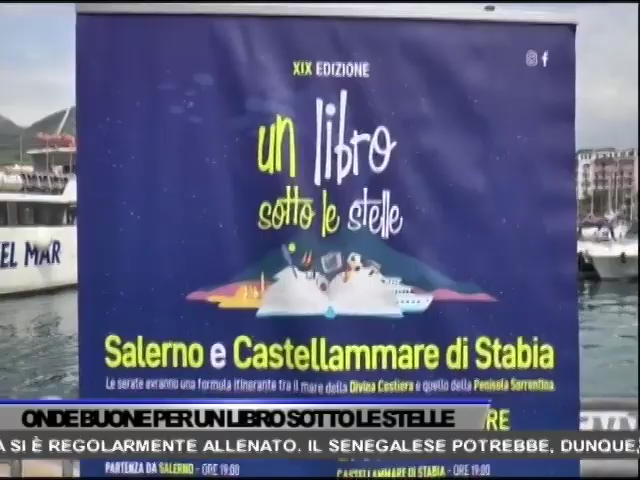 XIX EDIZIONE
un libro
sotto le stelle
EL MAR
Salerno e Castellammare di Stabia
Le serate avranno una formula itinerante tra il mare della Divina Costiera e quello della Penisola Sorrentina
ONDE BUONE PER UN LIBRO SOTTO LE STELLE
A SI È REGOLARMENTE ALLENATO. IL SENEGALESE POTREBBE, DUNQUE,
PARTENZA DA SALERNO - ORE 19:00
CASTELLAMMARE DI STABIA - ORE 19:00